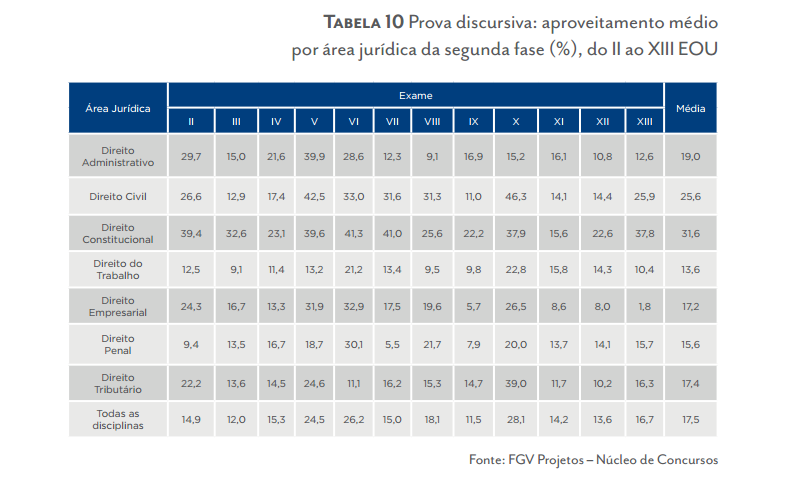 TABELA 10 Prova discursiva: aproveitamento médio
por área jurídica da segunda fase (%), do II ao XIII EOU
Área Jurídica Exame Média
II III IV V VI VII VIII IX X XI XII XIII
Direito
Administrativo 29,7 15,0 21,6 39,9 28,6 12,3 9,1 16,9 15,2 16,1 10,8 12,6 19,0
Direito Civil 26,6 12,9 17,4 42,5 33,0 31,6 31,3 11,0 46,3 14,1 14,4 25,9 25,6
Direito
Constitucional 39,4 32,6 23,1 39,6 41,3 41,0 25,6 22,2 37,9 15,6 22,6 37,8 31,6
Direito do
Trabalho 12,5 9,1 11,4 13,2 21,2 13,4 9,5 9,8 22,8 15,8 14,3 10,4 13,6
Direito
Empresarial 24,3 16,7 13,3 31,9 32,9 17,5 19,6 5,7 26,5 8,6 8,0 1,8 17,2
Direito
Penal 9,4 13,5 16,7 18,7 30,1 5,5 21,7 7,9 20,0 13,7 14,1 15,7 15,6
Direito
Tributário 22,2 13,6 14,5 24,6 11,1 16,2 15,3 14,7 39,0 11,7 10,2 16,3 17,4
Todas as
disciplinas 14,9 12,0 15,3 24,5 26,2 15,0 18,1 11,5 28,1 14,2 13,6 16,7 17,5
Fonte: FGV Projetos – Núcleo de Concursos